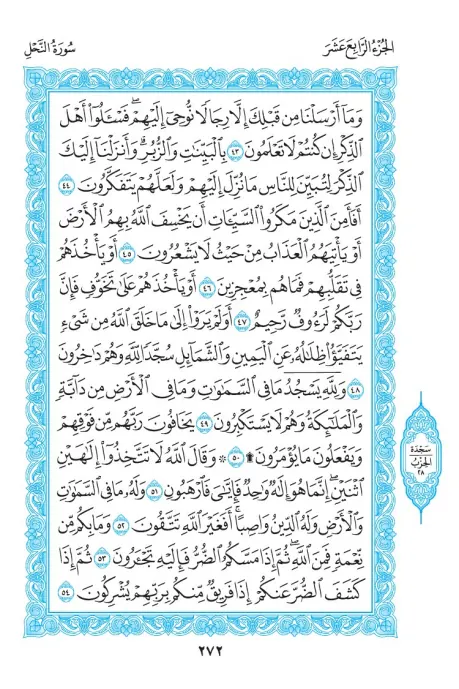 الجُزْءُ الرَّابِعَ عَشَرَ
سُورَةُ النَّحْلِ
وَمَآ أَرْسَلْنَا مِن قَبْلِكَ إِلَّا رِجَالًا نُّوحِىٓ إِلَيْهِمْ ۖ فَسْـَٔلُوٓا۟ أَهْلَ
ٱلذِّكْرِ إِن كُنتُمْ لَا تَعْلَمُونَ ٤٣ بِٱلْبَيِّنَٰتِ وَٱلزُّبُرِ ۗ وَأَنزَلْنَآ إِلَيْكَ
ٱلذِّكْرَ لِتُبَيِّنَ لِلنَّاسِ مَا نُزِّلَ إِلَيْهِمْ وَلَعَلَّهُمْ يَتَفَكَّرُونَ ٤٤
أَفَأَمِنَ ٱلَّذِينَ مَكَرُوا۟ ٱلسَّيِّـَٔاتِ أَن يَخْسِفَ ٱللَّهُ بِهِمُ ٱلْأَرْضَ
أَوْ يَأْتِيَهُمُ ٱلْعَذَابُ مِنْ حَيْثُ لَا يَشْعُرُونَ ٤٥ أَوْ يَأْخُذَهُمْ
فِى تَقَلُّبِهِمْ فَمَا هُم بِمُعْجِزِينَ ٤٦ أَوْ يَأْخُذَهُمْ عَلَىٰ تَخَوُّفٍ فَإِنَّ
رَبَّكُمْ لَرَءُوفٌ رَّحِيمٌ ٤٧ أَوَلَمْ يَرَوْا۟ إِلَىٰ مَا خَلَقَ ٱللَّهُ مِن شَىْءٍ
يَتَفَيَّؤُا۟ ظِلَٰلُهُۥ عَنِ ٱلْيَمِينِ وَٱلشَّمَآئِلِ سُجَّدًا لِّلَّهِ وَهُمْ دَٰخِرُونَ
٤٨ وَلِلَّهِ يَسْجُدُ مَا فِى ٱلسَّمَٰوَٰتِ وَمَا فِى ٱلْأَرْضِ مِن دَآبَّةٍ
وَٱلْمَلَٰٓئِكَةُ وَهُمْ لَا يَسْتَكْبِرُونَ ٤٩ يَخَافُونَ رَبَّهُم مِّن فَوْقِهِمْ
وَيَفْعَلُونَ مَا يُؤْمَرُونَ ۩ ٥٠ ۞ وَقَالَ ٱللَّهُ لَا تَتَّخِذُوٓا۟ إِلَٰهَيْنِ
ٱثْنَيْنِ ۖ إِنَّمَا هُوَ إِلَٰهٌ وَٰحِدٌ ۖ فَإِيَّٰىَ فَٱرْهَبُونِ ٥١ وَلَهُۥ مَا فِى ٱلسَّمَٰوَٰتِ
وَٱلْأَرْضِ وَلَهُ ٱلدِّينُ وَاصِبًا ۚ أَفَغَيْرَ ٱللَّهِ تَتَّقُونَ ٥٢ وَمَا بِكُم مِّن
نِّعْمَةٍ فَمِنَ ٱللَّهِ ۖ ثُمَّ إِذَا مَسَّكُمُ ٱلضُّرُّ فَإِلَيْهِ تَجْـَٔرُونَ ٥٣ ثُمَّ إِذَا
كَشَفَ ٱلضُّرَّ عَنكُمْ إِذَا فَرِيقٌ مِّنكُم بِرَبِّهِمْ يُشْرِكُونَ ٥٤
سَجْدَة
الحِزْبُ
٢٨
٢٧٢